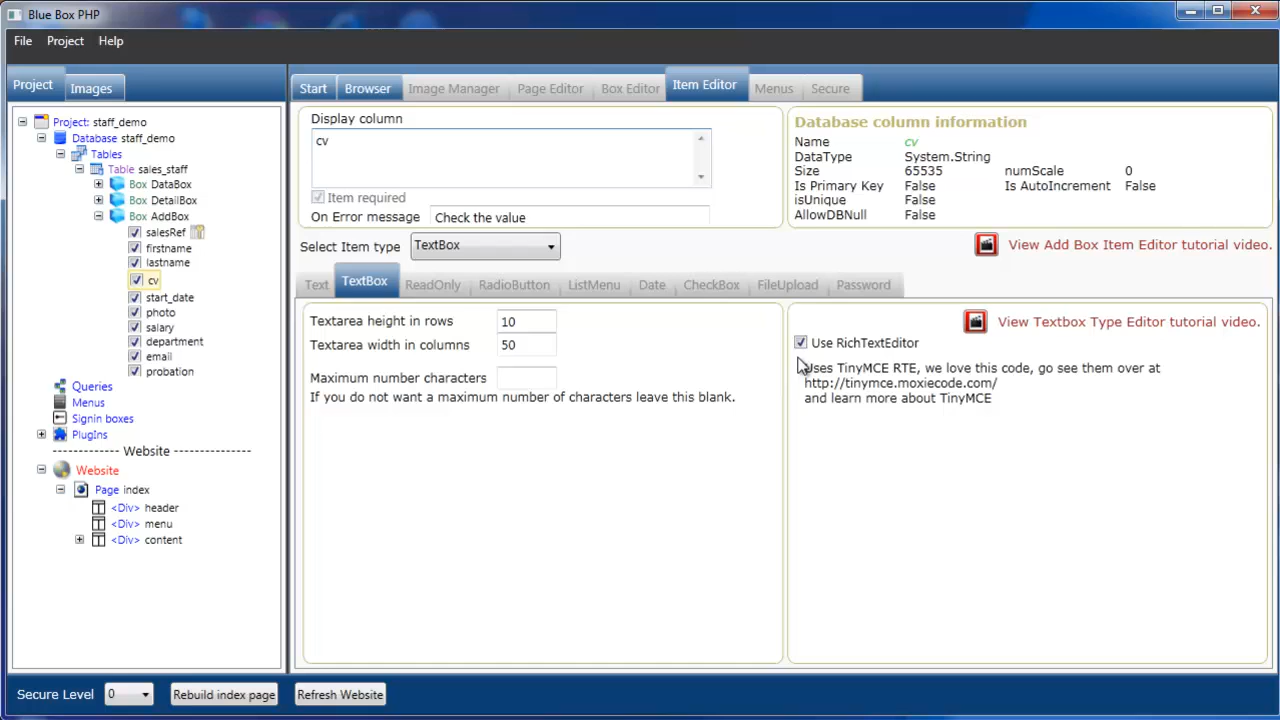 Blue Box PHP
File Project Help
Project Images
Start Browser Image Manager Page Editor Box Editor Item Editor Menus Secure
Project: staff_demo
Database staff_demo
Tables
Table sales_staff
Box DataBox
Box DetailBox
Box AddBox
salesRef
firstname
lastname
cv
start_date
photo
salary
department
email
probation
Queries
Menus
Signin boxes
PlugIns
------------ Website ------------
Website
Page index
<Div> header
<Div> menu
<Div> content
Display column
cv
Item required
On Error message Check the value
Database column information
Name cv
DataType System.String
Size 65535 numScale 0
Is Primary Key False Is AutoIncrement False
isUnique False
AllowDBNull False
Select Item type TextBox
View Add Box Item Editor tutorial video.
Text TextBox ReadOnly RadioButton ListMenu Date CheckBox FileUpload Password
Textarea height in rows 10
Textarea width in columns 50
Maximum number characters
If you do not want a maximum number of characters leave this blank.
View Textbox Type Editor tutorial video.
Use RichTextEditor
Uses TinyMCE RTE, we love this code, go see them over at
http://tinymce.moxiecode.com/
and learn more about TinyMCE
Secure Level 0 Rebuild index page Refresh Website